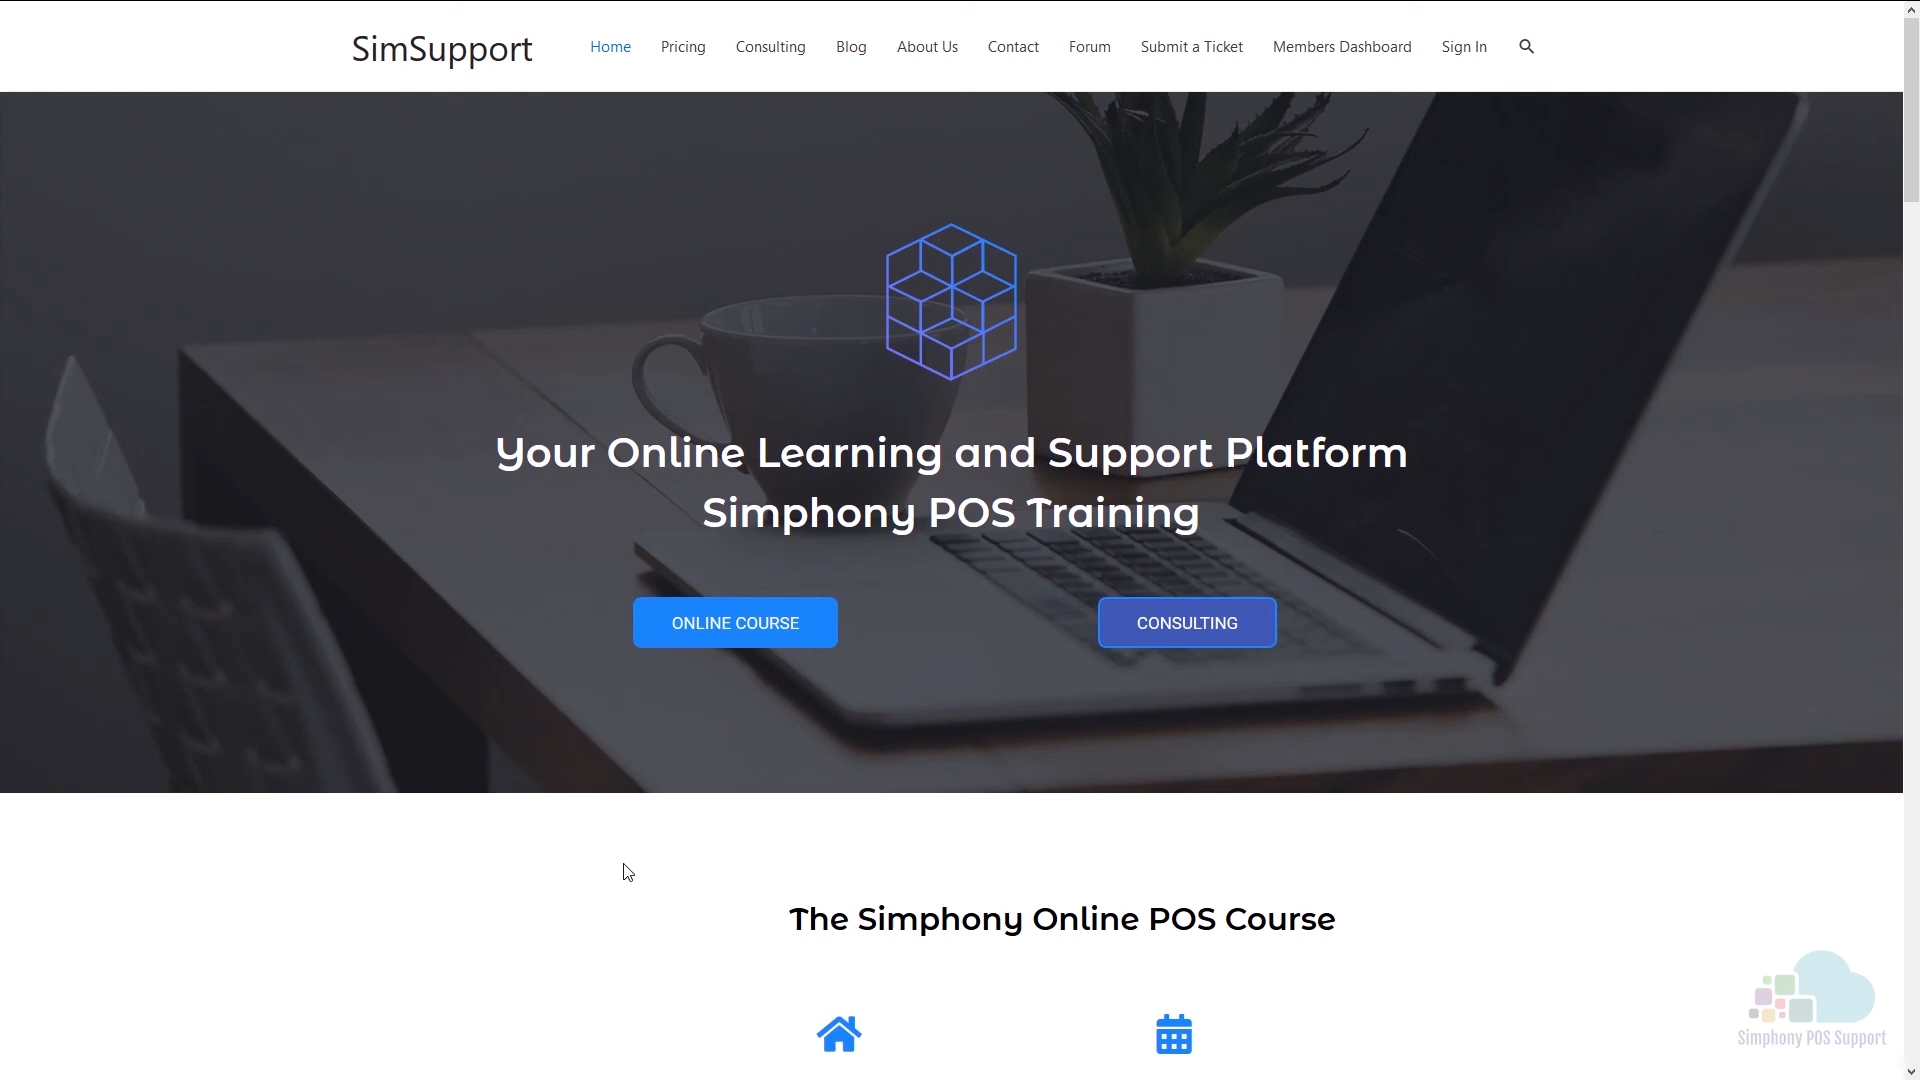 SimSupport
Home Pricing Consulting Blog About Us Contact Forum Submit a Ticket Members Dashboard Sign In
Your Online Learning and Support Platform
Simphony POS Training
ONLINE COURSE
CONSULTING
The Simphony Online POS Course
Simphony POS Support